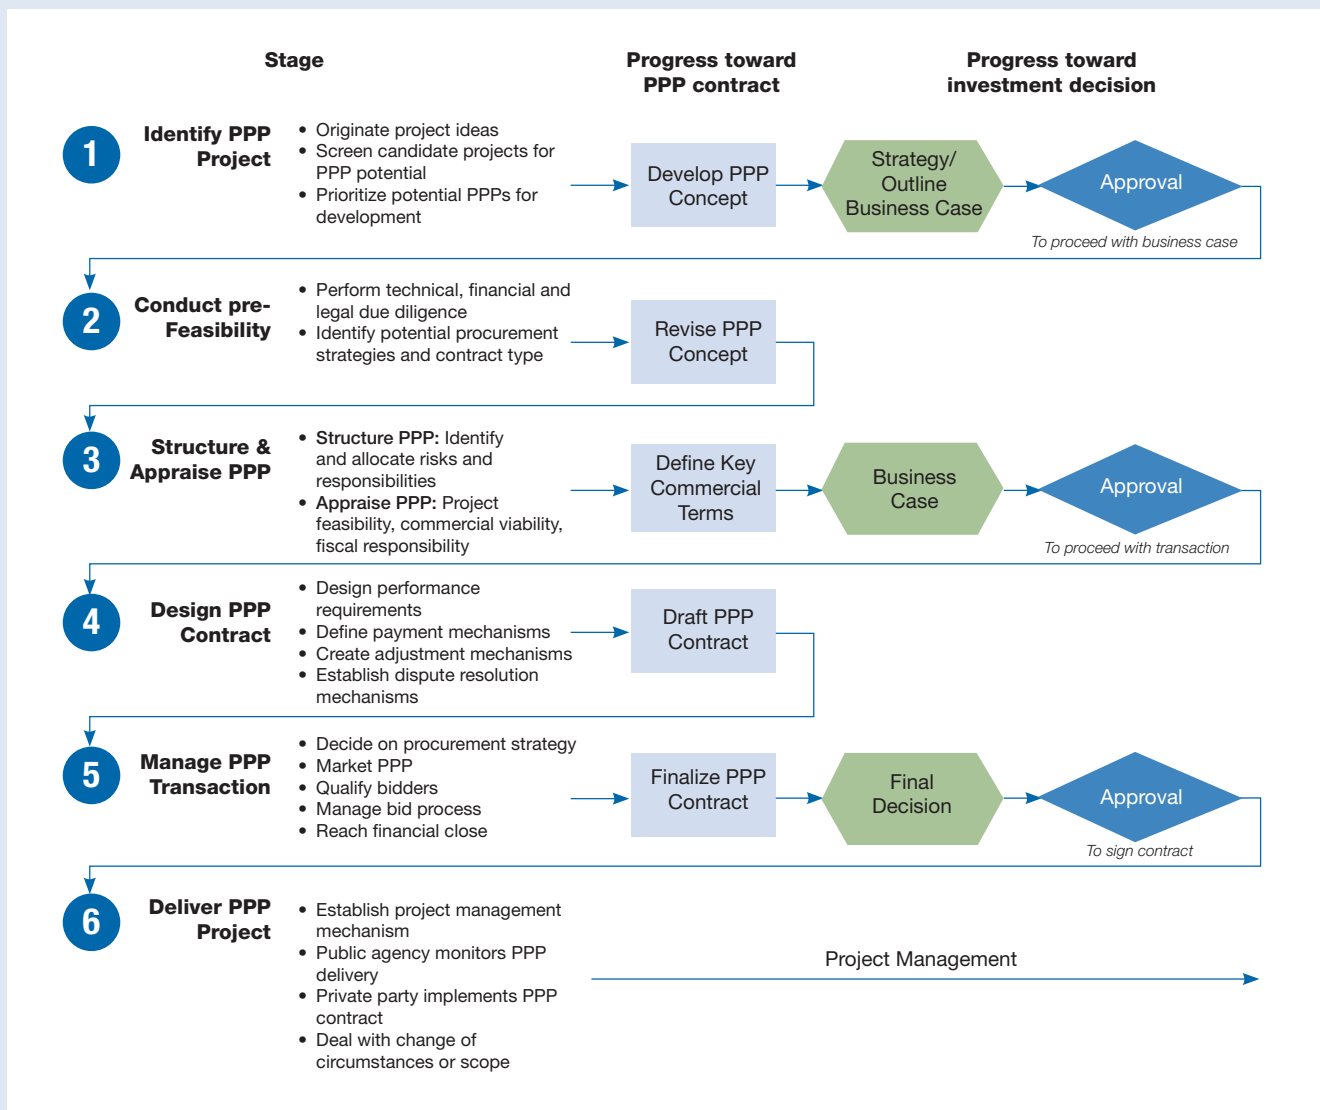 Stage
Progress toward
PPP contract
Progress toward
investment decision
1
Identify PPP
Project
• Originate project ideas
• Screen candidate projects for
PPP potential
• Prioritize potential PPPs for
development
Develop PPP
Concept
Strategy/
Outline
Business Case
Approval
To proceed with business case
2
Conduct pre-
Feasibility
• Perform technical, financial and
legal due diligence
• Identify potential procurement
strategies and contract type
Revise PPP
Concept
3
Structure &
Appraise PPP
• Structure PPP: Identify
and allocate risks and
responsibilities
• Appraise PPP: Project
feasibility, commercial viability,
fiscal responsibility
Define Key
Commercial
Terms
Business
Case
Approval
To proceed with transaction
4
Design PPP
Contract
• Design performance
requirements
• Define payment mechanisms
• Create adjustment mechanisms
• Establish dispute resolution
mechanisms
Draft PPP
Contract
5
Manage PPP
Transaction
• Decide on procurement strategy
• Market PPP
• Qualify bidders
• Manage bid process
• Reach financial close
Finalize PPP
Contract
Final
Decision
Approval
To sign contract
6
Deliver PPP
Project
• Establish project management
mechanism
• Public agency monitors PPP
delivery
• Private party implements PPP
contract
• Deal with change of
circumstances or scope
Project Management